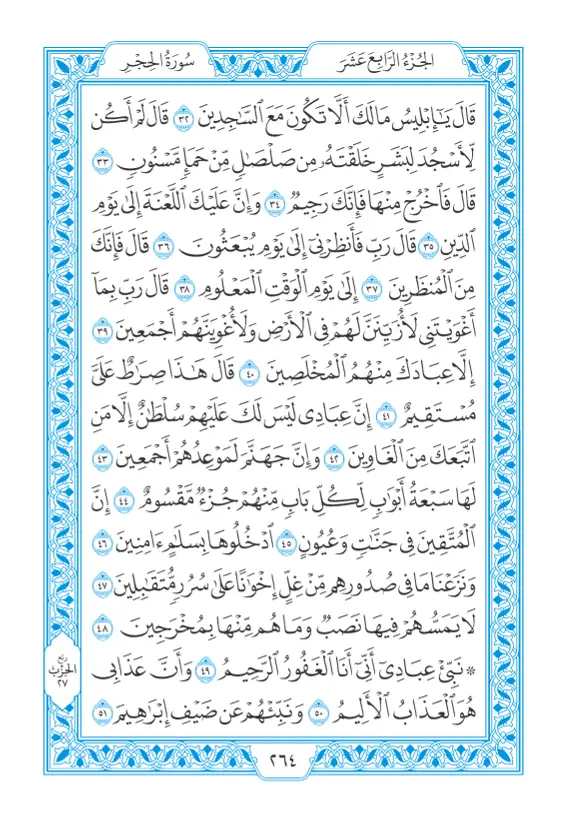 الجُزْءُ الرَّابِعَ عَشَرَ
سُورَةُ الحِجْرِ
قَالَ يَـٰٓإِبْلِيسُ مَا لَكَ أَلَّا تَكُونَ مَعَ ٱلسَّـٰجِدِينَ ٣٢ قَالَ لَمْ أَكُن
لِّأَسْجُدَ لِبَشَرٍ خَلَقْتَهُۥ مِن صَلْصَـٰلٍ مِّنْ حَمَإٍ مَّسْنُونٍ ٣٣
قَالَ فَٱخْرُجْ مِنْهَا فَإِنَّكَ رَجِيمٌ ٣٤ وَإِنَّ عَلَيْكَ ٱللَّعْنَةَ إِلَىٰ يَوْمِ
ٱلدِّينِ ٣٥ قَالَ رَبِّ فَأَنظِرْنِىٓ إِلَىٰ يَوْمِ يُبْعَثُونَ ٣٦ قَالَ فَإِنَّكَ
مِنَ ٱلْمُنظَرِينَ ٣٧ إِلَىٰ يَوْمِ ٱلْوَقْتِ ٱلْمَعْلُومِ ٣٨ قَالَ رَبِّ بِمَآ
أَغْوَيْتَنِى لَأُزَيِّنَنَّ لَهُمْ فِى ٱلْأَرْضِ وَلَأُغْوِيَنَّهُمْ أَجْمَعِينَ ٣٩
إِلَّا عِبَادَكَ مِنْهُمُ ٱلْمُخْلَصِينَ ٤٠ قَالَ هَـٰذَا صِرَٰطٌ عَلَىَّ
مُسْتَقِيمٌ ٤١ إِنَّ عِبَادِى لَيْسَ لَكَ عَلَيْهِمْ سُلْطَـٰنٌ إِلَّا مَنِ
ٱتَّبَعَكَ مِنَ ٱلْغَاوِينَ ٤٢ وَإِنَّ جَهَنَّمَ لَمَوْعِدُهُمْ أَجْمَعِينَ ٤٣
لَهَا سَبْعَةُ أَبْوَٰبٍ لِّكُلِّ بَابٍ مِّنْهُمْ جُزْءٌ مَّقْسُومٌ ٤٤ إِنَّ
ٱلْمُتَّقِينَ فِى جَنَّـٰتٍ وَعُيُونٍ ٤٥ ٱدْخُلُوهَا بِسَلَـٰمٍ ءَامِنِينَ ٤٦
وَنَزَعْنَا مَا فِى صُدُورِهِم مِّنْ غِلٍّ إِخْوَٰنًا عَلَىٰ سُرُرٍ مُّتَقَـٰبِلِينَ ٤٧
لَا يَمَسُّهُمْ فِيهَا نَصَبٌ وَمَا هُم مِّنْهَا بِمُخْرَجِينَ ٤٨
* نَبِّئْ عِبَادِىٓ أَنِّىٓ أَنَا ٱلْغَفُورُ ٱلرَّحِيمُ ٤٩ وَأَنَّ عَذَابِى
هُوَ ٱلْعَذَابُ ٱلْأَلِيمُ ٥٠ وَنَبِّئْهُمْ عَن ضَيْفِ إِبْرَٰهِيمَ ٥١
رُبع
الحِزْب
٢٧
٢٦٤